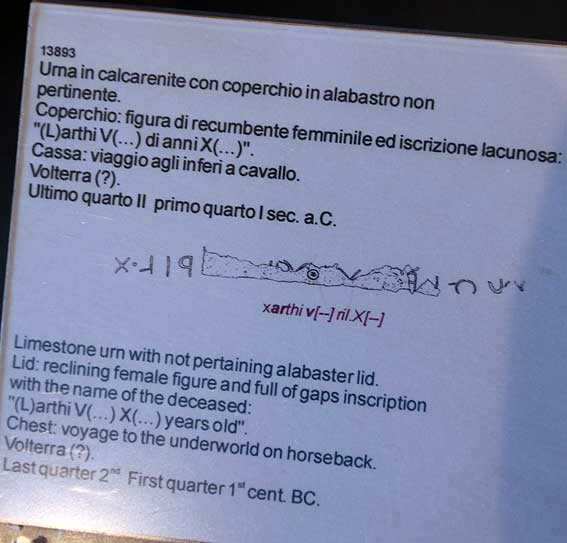 13893
Urna in calcarenite con coperchio in alabastro non
pertinente.
Coperchio: figura di recumbente femminile ed iscrizione lacunosa:
"(L)arthi V(...) di anni X(...)".
Cassa: viaggio agli inferi a cavallo.
Volterra (?).
Ultimo quarto II primo quarto I sec. a.C.
xarthi v[--] ril.X[--]
Limestone urn with not pertaining alabaster lid.
Lid: reclining female figure and full of gaps inscription
with the name of the deceased:
"(L)arthi V(...) X(...) years old".
Chest: voyage to the underworld on horseback.
Volterra (?).
Last quarter 2nd First quarter 1st cent. BC.